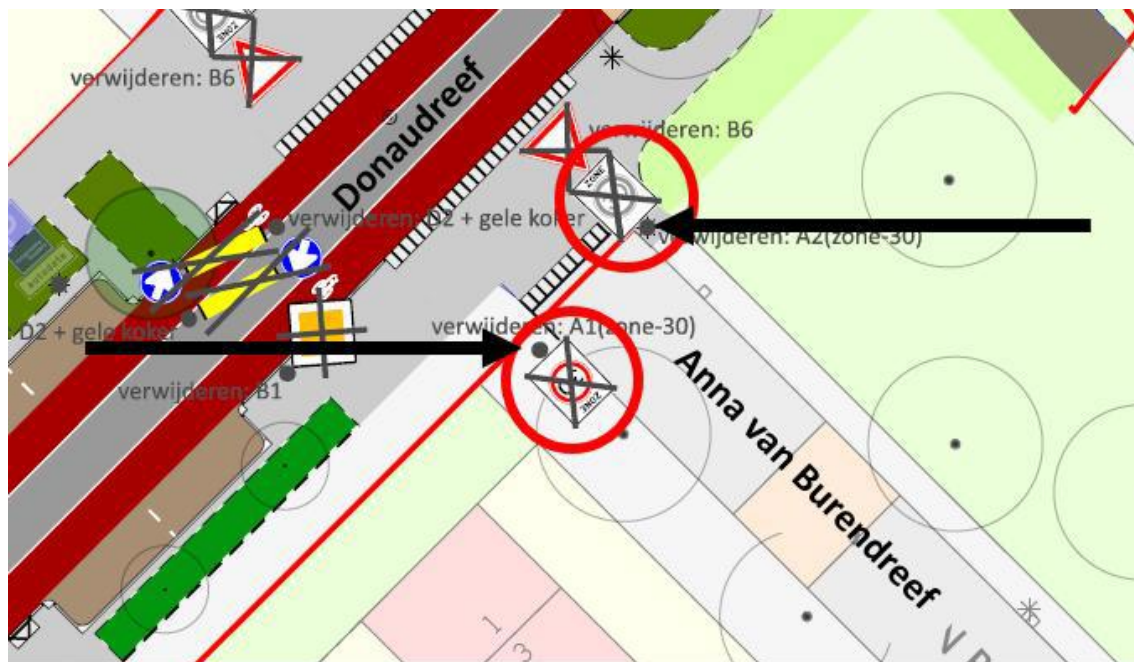 ZONE
verwijderen: B6
Donaudreef
verwijderen: B6
ZONE
verwijderen: D2 + gele koker
verwijderen: A2(zone-30)
D2 + gele koker
verwijderen: A1(zone-30)
verwijderen: B1
ZONE
Anna van Burendreef
1
3